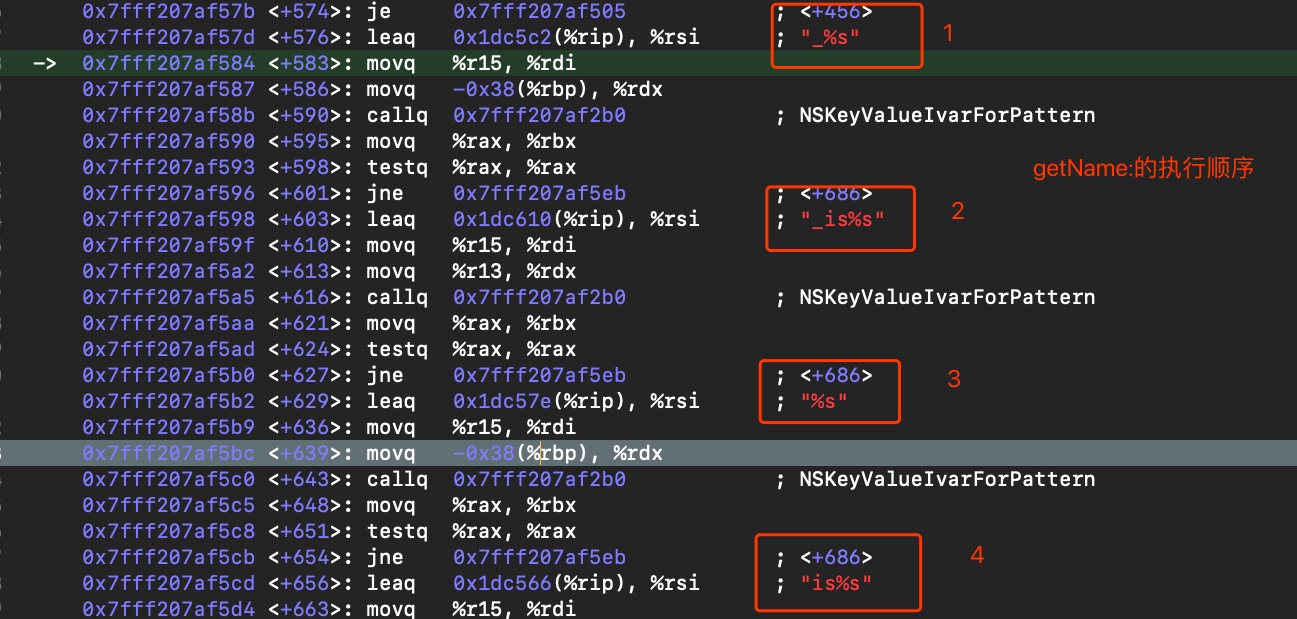 0x7fff207af57b <+574>: je 0x7fff207af505 ; <+456>
0x7fff207af57d <+576>: leaq 0x1dc5c2(%rip), %rsi ; "_%s" 1
-> 0x7fff207af584 <+583>: movq %r15, %rdi
0x7fff207af587 <+586>: movq -0x38(%rbp), %rdx
0x7fff207af58b <+590>: callq 0x7fff207af2b0 ; NSKeyValueIvarForPattern
0x7fff207af590 <+595>: movq %rax, %rbx
0x7fff207af593 <+598>: testq %rax, %rax
getName:的执行顺序
0x7fff207af596 <+601>: jne 0x7fff207af5eb ; <+686>
0x7fff207af598 <+603>: leaq 0x1dc610(%rip), %rsi ; "_is%s" 2
0x7fff207af59f <+610>: movq %r15, %rdi
0x7fff207af5a2 <+613>: movq %r13, %rdx
0x7fff207af5a5 <+616>: callq 0x7fff207af2b0 ; NSKeyValueIvarForPattern
0x7fff207af5aa <+621>: movq %rax, %rbx
0x7fff207af5ad <+624>: testq %rax, %rax
0x7fff207af5b0 <+627>: jne 0x7fff207af5eb ; <+686> 3
0x7fff207af5b2 <+629>: leaq 0x1dc57e(%rip), %rsi ; "%s"
0x7fff207af5b9 <+636>: movq %r15, %rdi
0x7fff207af5bc <+639>: movq -0x38(%rbp), %rdx
0x7fff207af5c0 <+643>: callq 0x7fff207af2b0 ; NSKeyValueIvarForPattern
0x7fff207af5c5 <+648>: movq %rax, %rbx
0x7fff207af5c8 <+651>: testq %rax, %rax
0x7fff207af5cb <+654>: jne 0x7fff207af5eb ; <+686> 4
0x7fff207af5cd <+656>: leaq 0x1dc566(%rip), %rsi ; "is%s"
0x7fff207af5d4 <+663>: movq %r15, %rdi